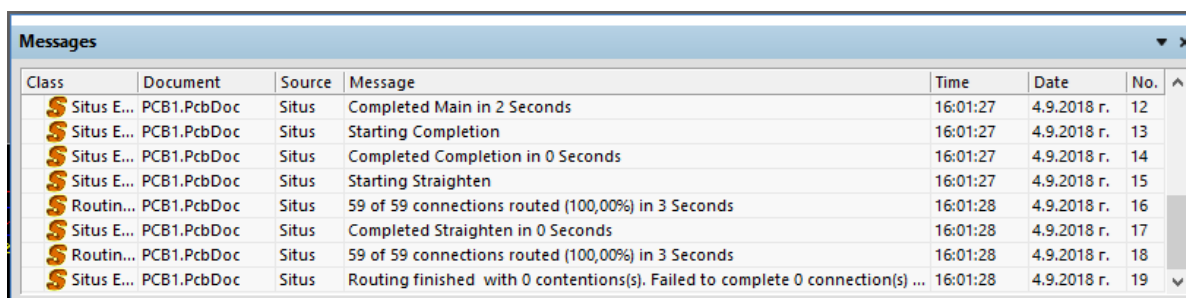 Messages
Class Document Source Message Time Date No.
Situs E... PCB1.PcbDoc Situs Completed Main in 2 Seconds 16:01:27 4.9.2018 г. 12
Situs E... PCB1.PcbDoc Situs Starting Completion 16:01:27 4.9.2018 г. 13
Situs E... PCB1.PcbDoc Situs Completed Completion in 0 Seconds 16:01:27 4.9.2018 г. 14
Situs E... PCB1.PcbDoc Situs Starting Straighten 16:01:27 4.9.2018 г. 15
Routin... PCB1.PcbDoc Situs 59 of 59 connections routed (100,00%) in 3 Seconds 16:01:28 4.9.2018 г. 16
Situs E... PCB1.PcbDoc Situs Completed Straighten in 0 Seconds 16:01:28 4.9.2018 г. 17
Routin... PCB1.PcbDoc Situs 59 of 59 connections routed (100,00%) in 3 Seconds 16:01:28 4.9.2018 г. 18
Situs E... PCB1.PcbDoc Situs Routing finished with 0 contentions(s). Failed to complete 0 connection(s) ... 16:01:28 4.9.2018 г. 19